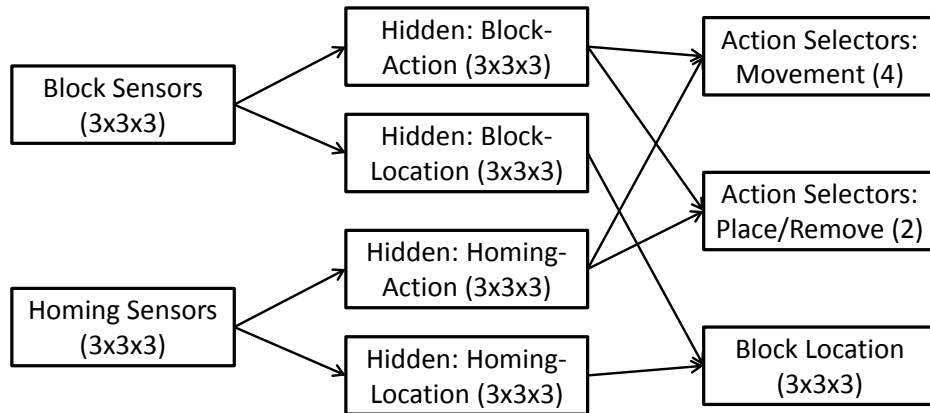 Block Sensors
(3x3x3)
Homing Sensors
(3x3x3)
Hidden: Block-
Action (3x3x3)
Hidden: Block-
Location (3x3x3)
Hidden: Homing-
Action (3x3x3)
Hidden: Homing-
Location (3x3x3)
Action Selectors:
Movement (4)
Action Selectors:
Place/Remove (2)
Block Location
(3x3x3)